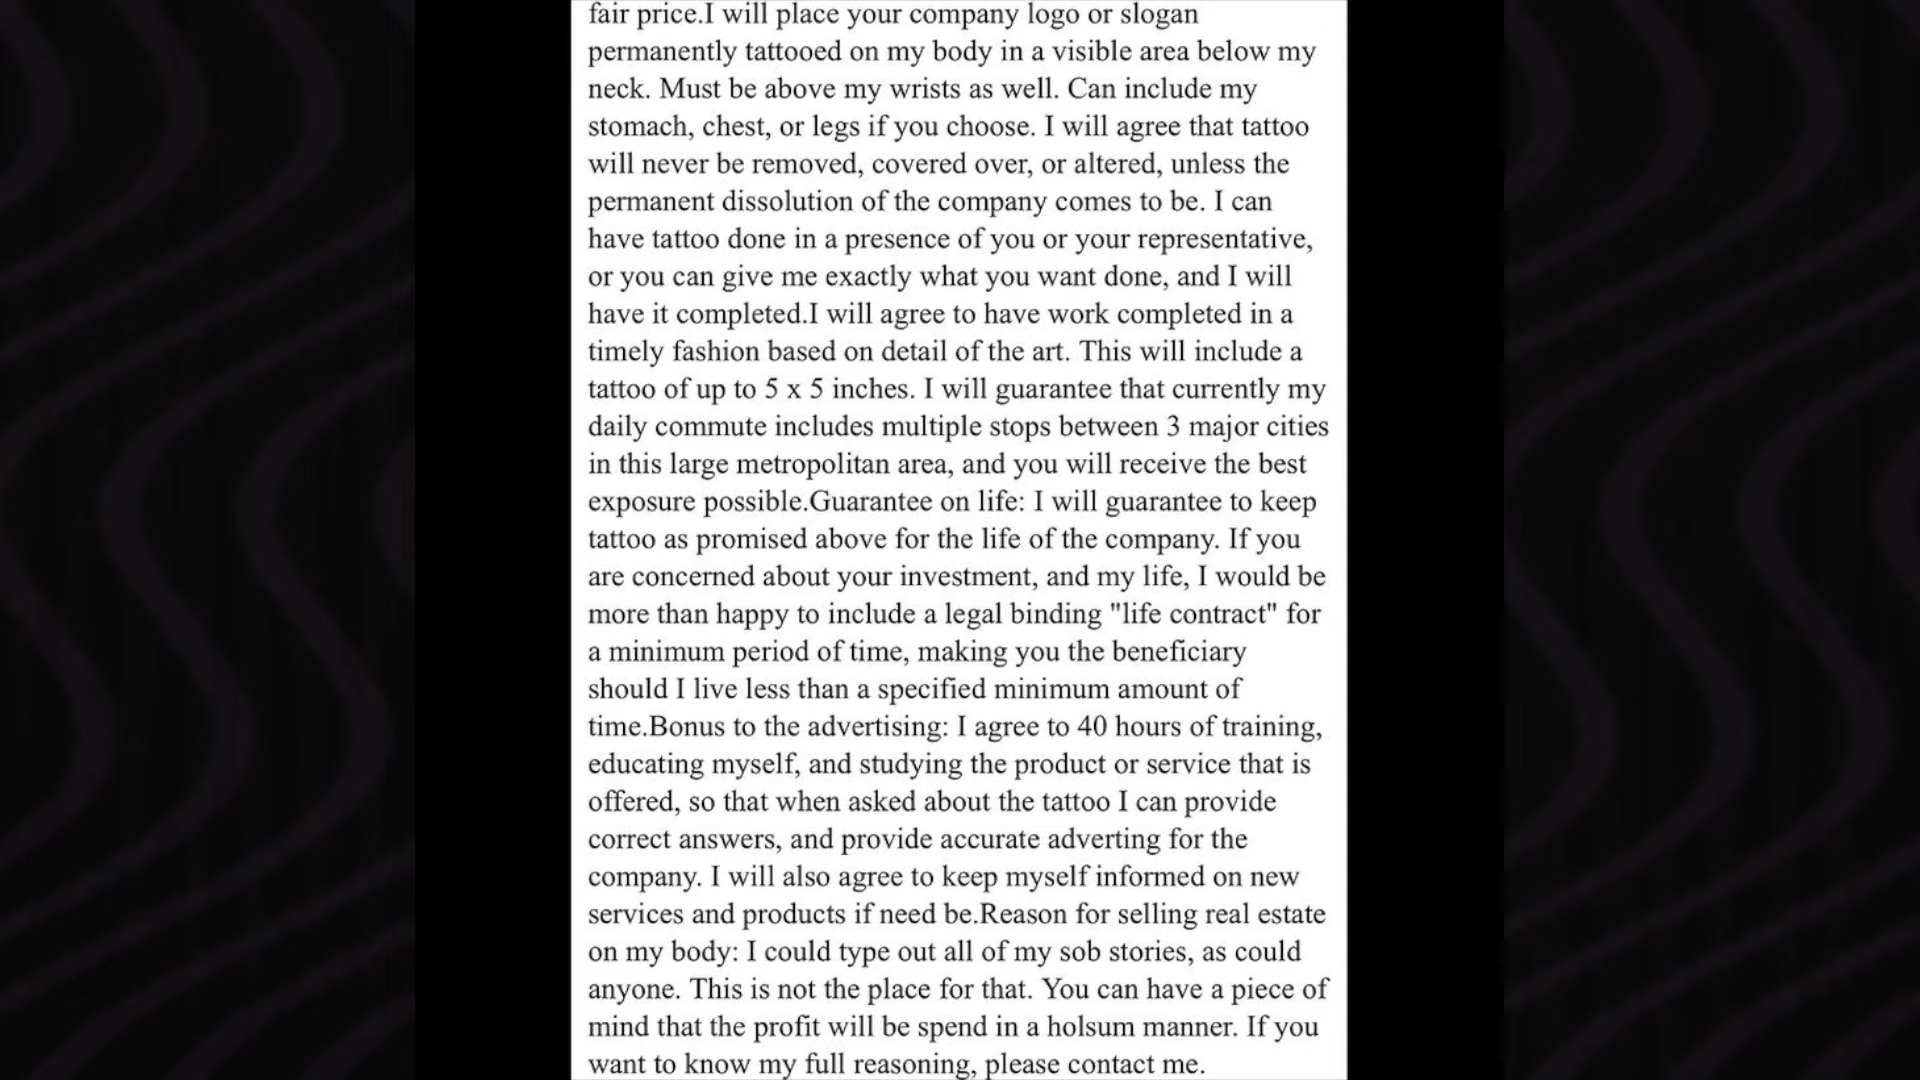 fair price.I will place your company logo or slogan
permanently tattooed on my body in a visible area below my
neck. Must be above my wrists as well. Can include my
stomach, chest, or legs if you choose. I will agree that tattoo
will never be removed, covered over, or altered, unless the
permanent dissolution of the company comes to be. I can
have tattoo done in a presence of you or your representative,
or you can give me exactly what you want done, and I will
have it completed.I will agree to have work completed in a
timely fashion based on detail of the art. This will include a
tattoo of up to 5 x 5 inches. I will guarantee that currently my
daily commute includes multiple stops between 3 major cities
in this large metropolitan area, and you will receive the best
exposure possible.Guarantee on life: I will guarantee to keep
tattoo as promised above for the life of the company. If you
are concerned about your investment, and my life, I would be
more than happy to include a legal binding "life contract" for
a minimum period of time, making you the beneficiary
should I live less than a specified minimum amount of
time.Bonus to the advertising: I agree to 40 hours of training,
educating myself, and studying the product or service that is
offered, so that when asked about the tattoo I can provide
correct answers, and provide accurate adverting for the
company. I will also agree to keep myself informed on new
services and products if need be.Reason for selling real estate
on my body: I could type out all of my sob stories, as could
anyone. This is not the place for that. You can have a piece of
mind that the profit will be spend in a holsum manner. If you
want to know my full reasoning, please contact me.